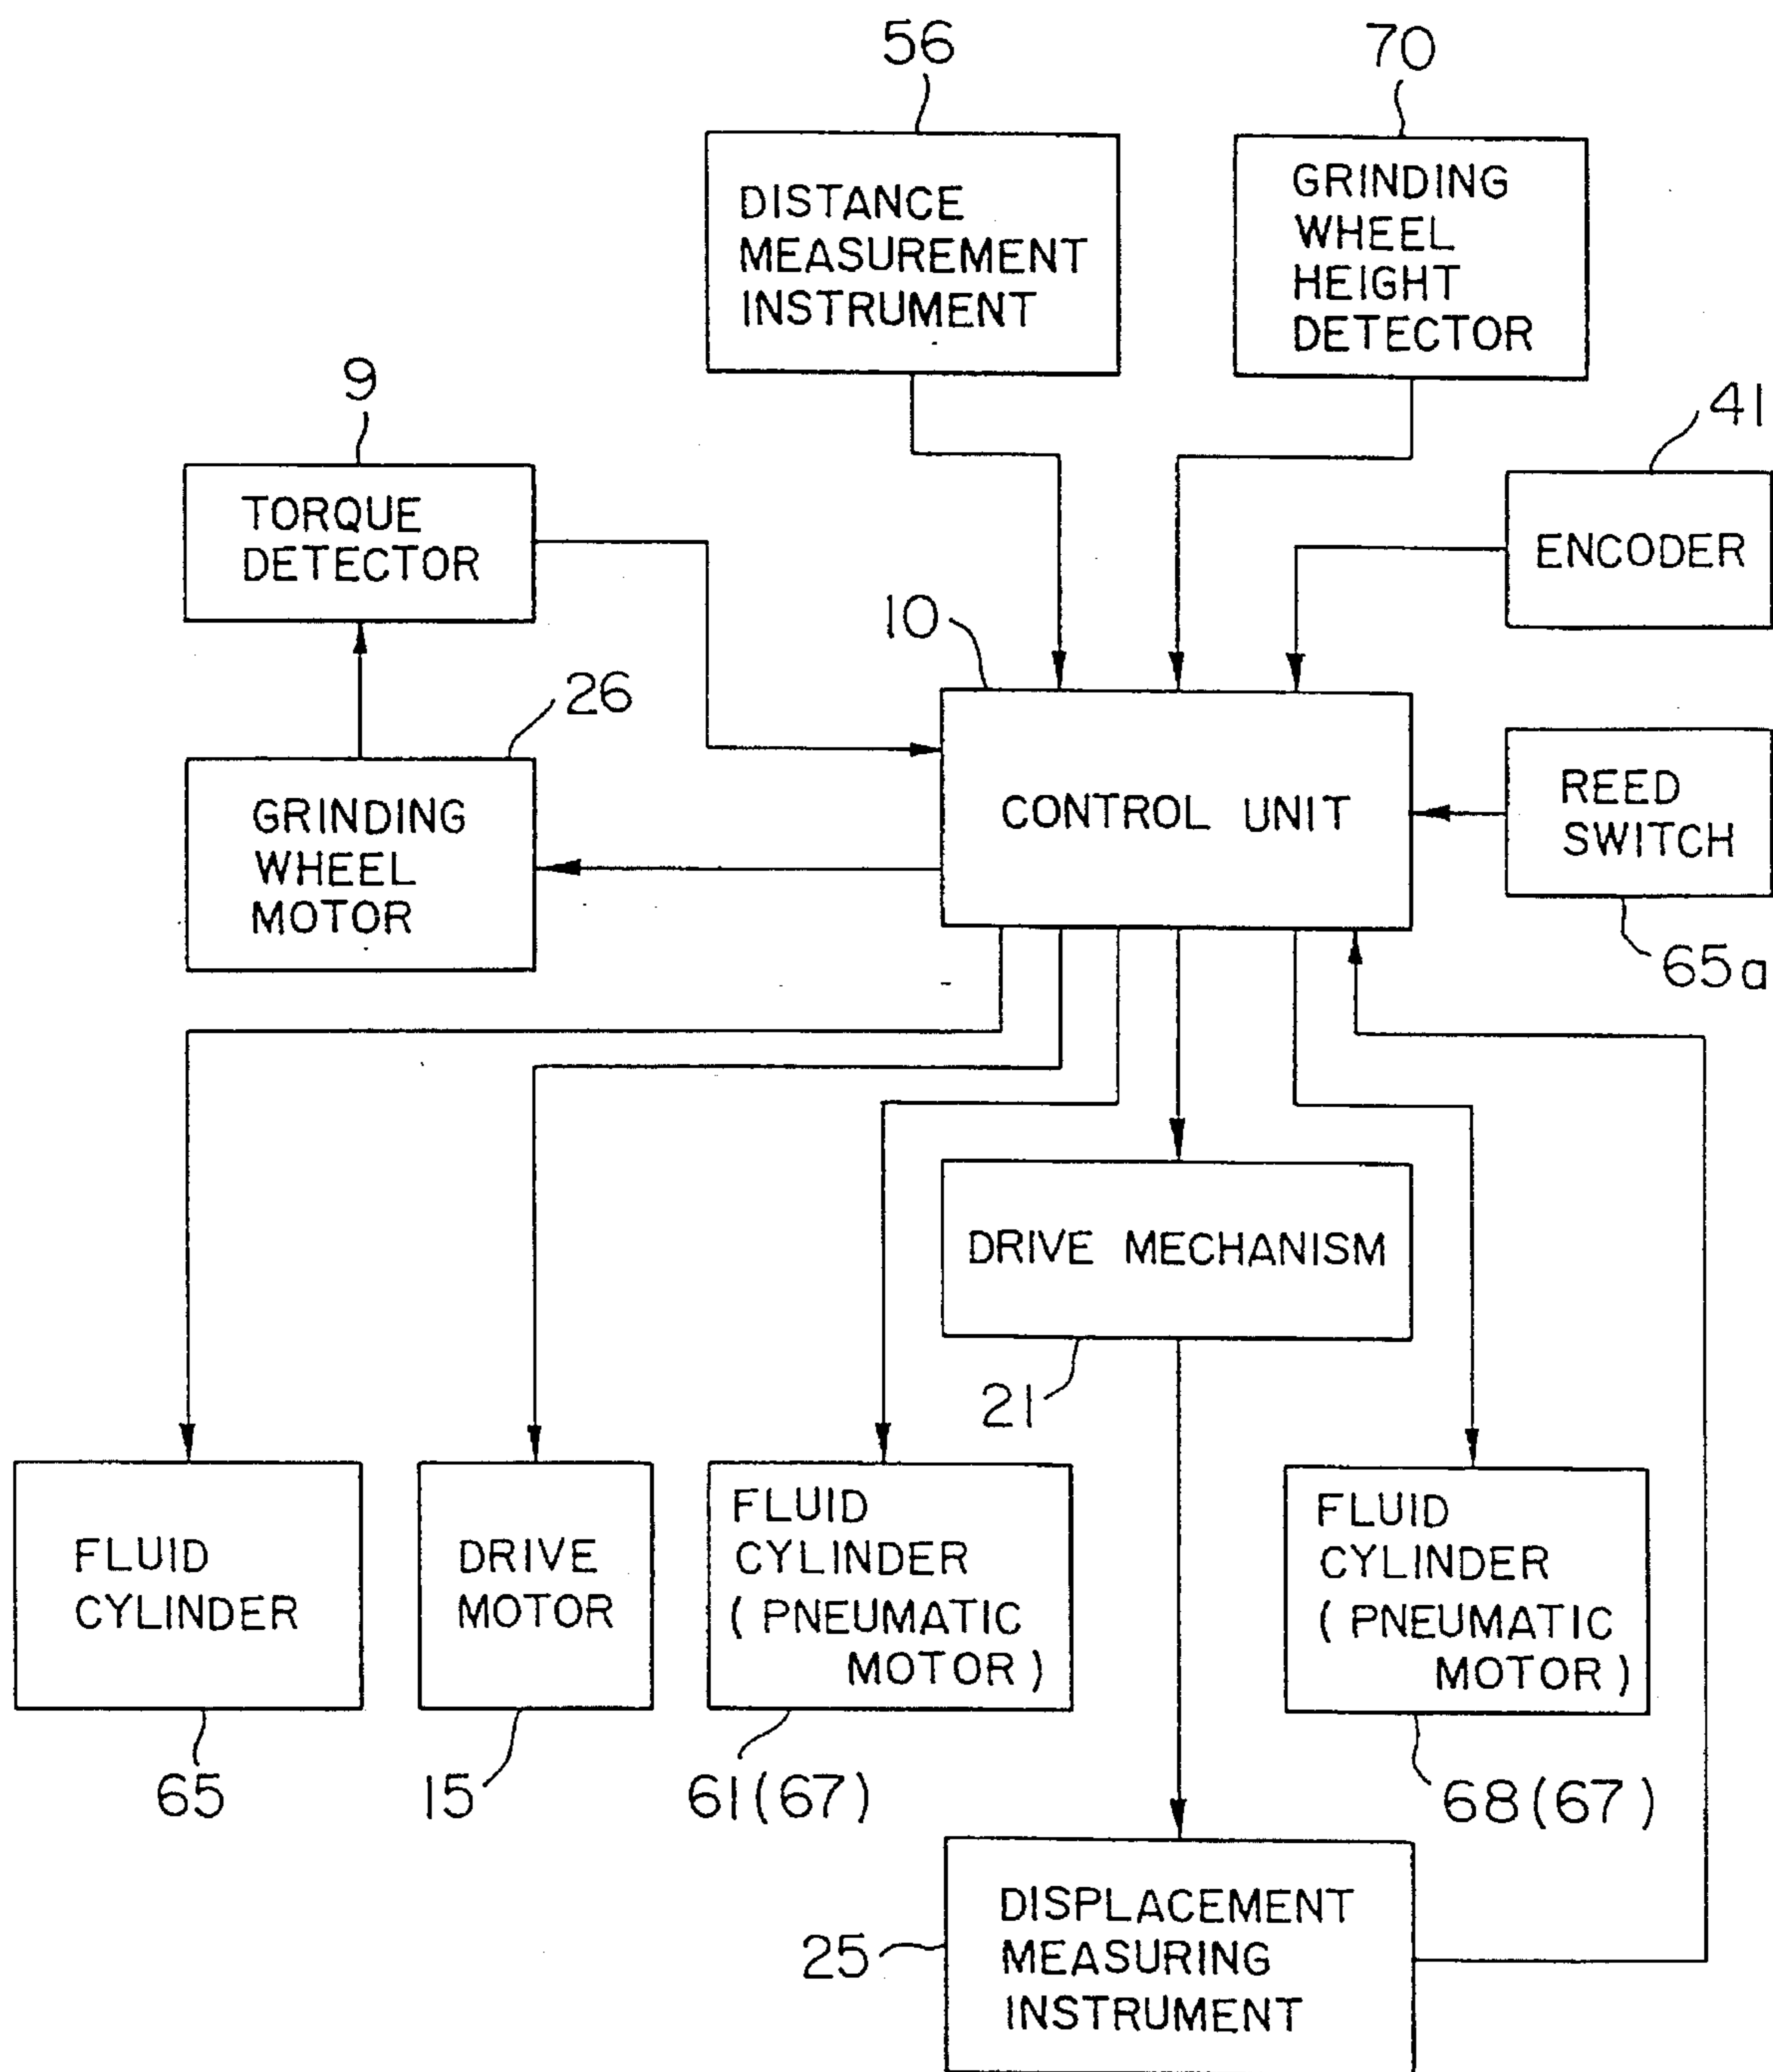 56
70
DISTANCE
MEASUREMENT
INSTRUMENT
GRINDING
WHEEL
HEIGHT
DETECTOR
9
41
TORQUE
DETECTOR
ENCODER
10
26
GRINDING
WHEEL
MOTOR
CONTROL UNIT
REED
SWITCH
65a
DRIVE MECHANISM
21
FLUID
CYLINDER
DRIVE
MOTOR
FLUID
CYLINDER
(PNEUMATIC
MOTOR)
FLUID
CYLINDER
(PNEUMATIC
MOTOR)
65
15
61(67)
68(67)
25
DISPLACEMENT
MEASURING
INSTRUMENT